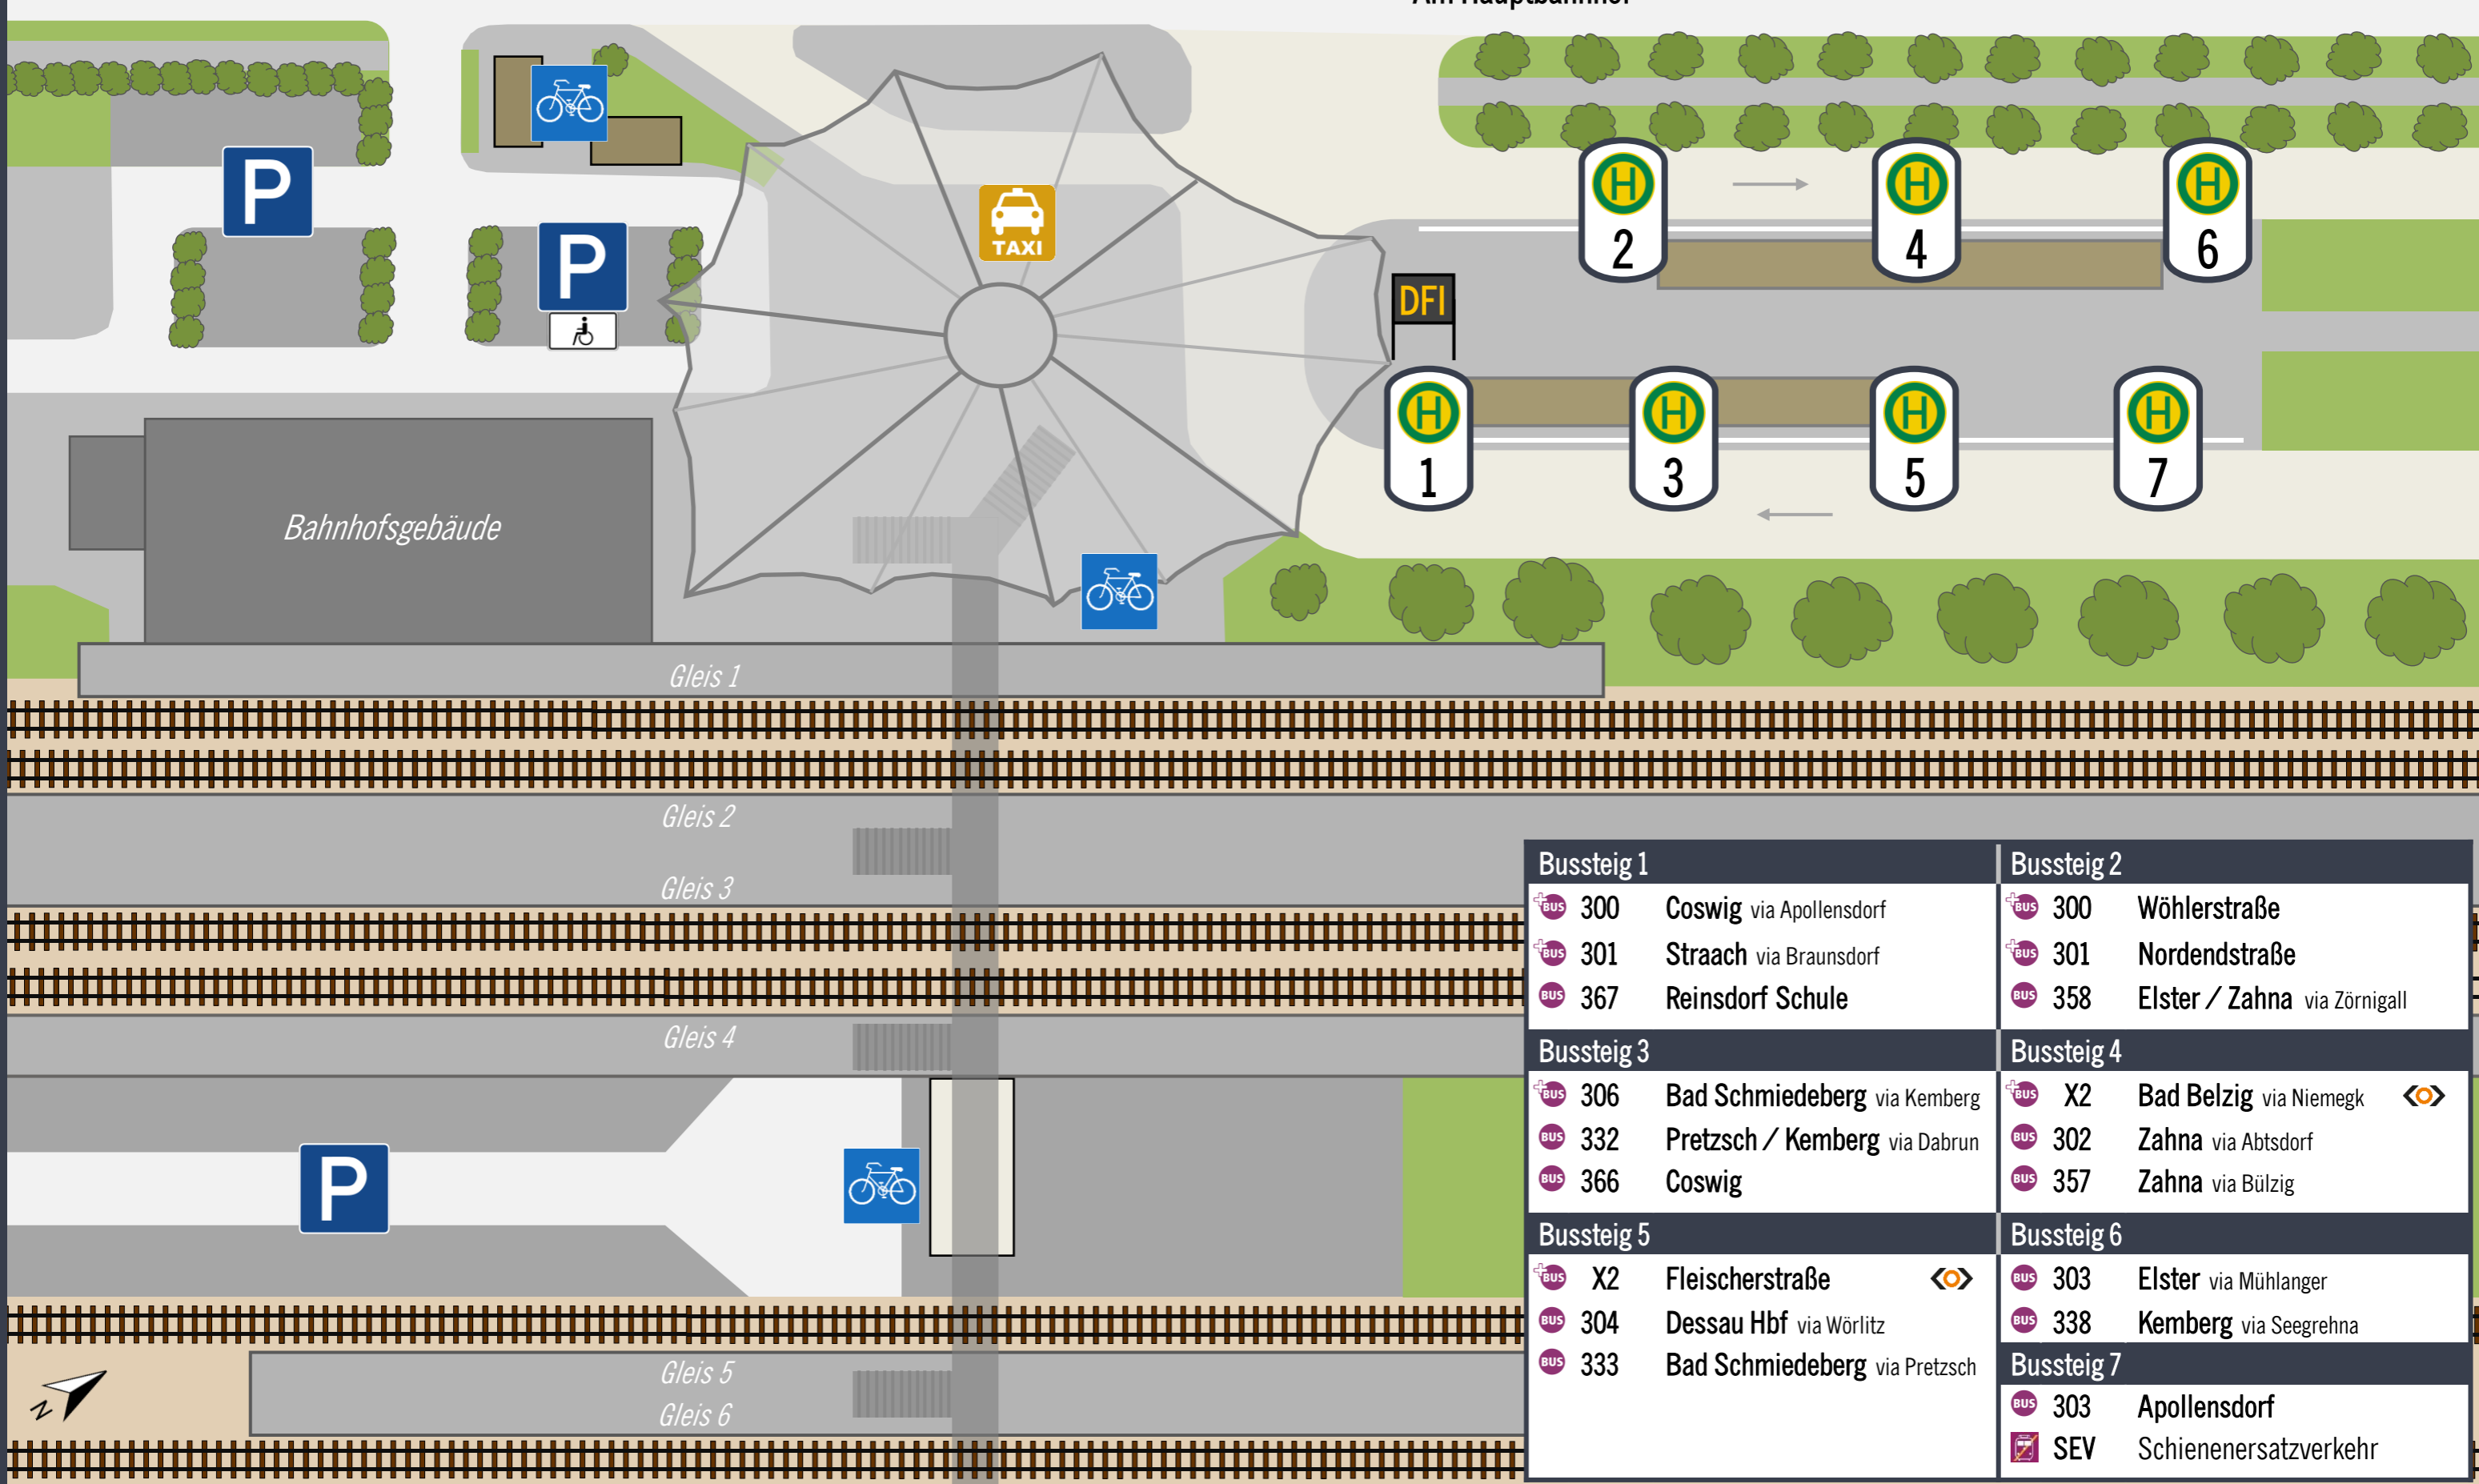 Am Hauptbahnhof
P
P
TAXI
DFI
H
2
H
4
H
6
H
1
H
3
H
5
H
7
Bahnhofsgebäude
Gleis 1
Gleis 2
Gleis 3
Gleis 4
P
Gleis 5
Gleis 6
N
Bussteig 1
BUS 300 Coswig via Apollensdorf
BUS 301 Straach via Braunsdorf
BUS 367 Reinsdorf Schule
Bussteig 2
BUS 300 Wöhlerstraße
BUS 301 Nordendstraße
BUS 358 Elster / Zahna via Zörnigall
Bussteig 3
BUS 306 Bad Schmiedeberg via Kemberg
BUS 332 Pretzsch / Kemberg via Dabrun
BUS 366 Coswig
Bussteig 4
BUS X2 Bad Belzig via Niemegk
BUS 302 Zahna via Abtsdorf
BUS 357 Zahna via Bülzig
Bussteig 5
BUS X2 Fleischerstraße
BUS 304 Dessau Hbf via Wörlitz
BUS 333 Bad Schmiedeberg via Pretzsch
Bussteig 6
BUS 303 Elster via Mühlanger
BUS 338 Kemberg via Seegrehna
Bussteig 7
BUS 303 Apollensdorf
SEV Schienenersatzverkehr